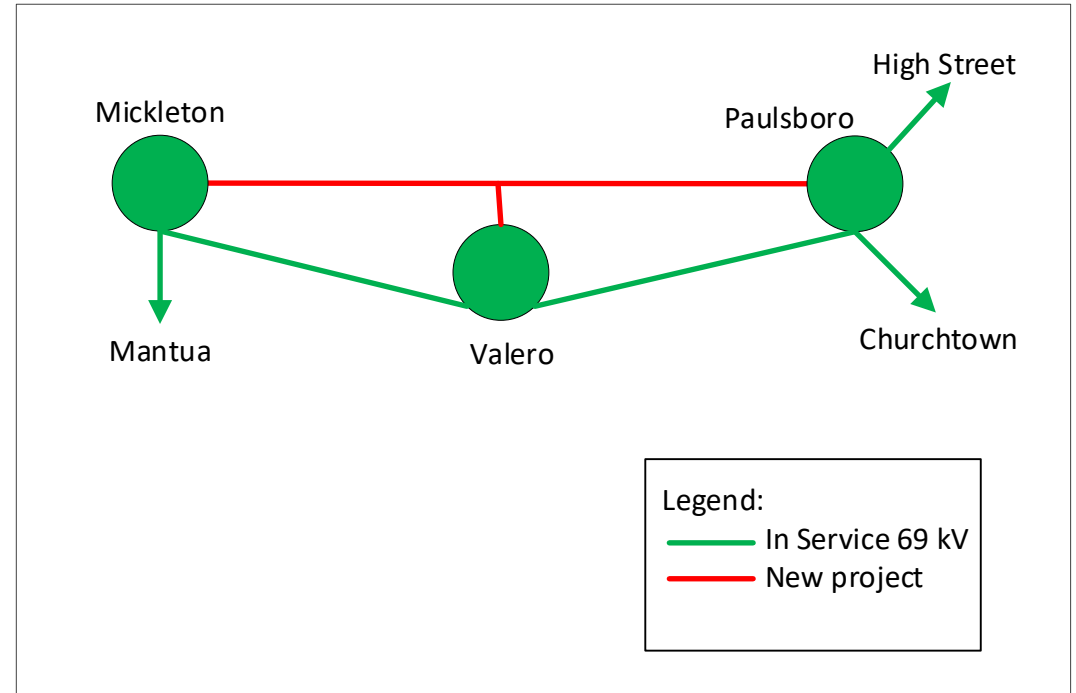 High Street
Mickleton
Paulsboro
Mantua
Valero
Churchtown
Legend:
In Service 69 kV
New project